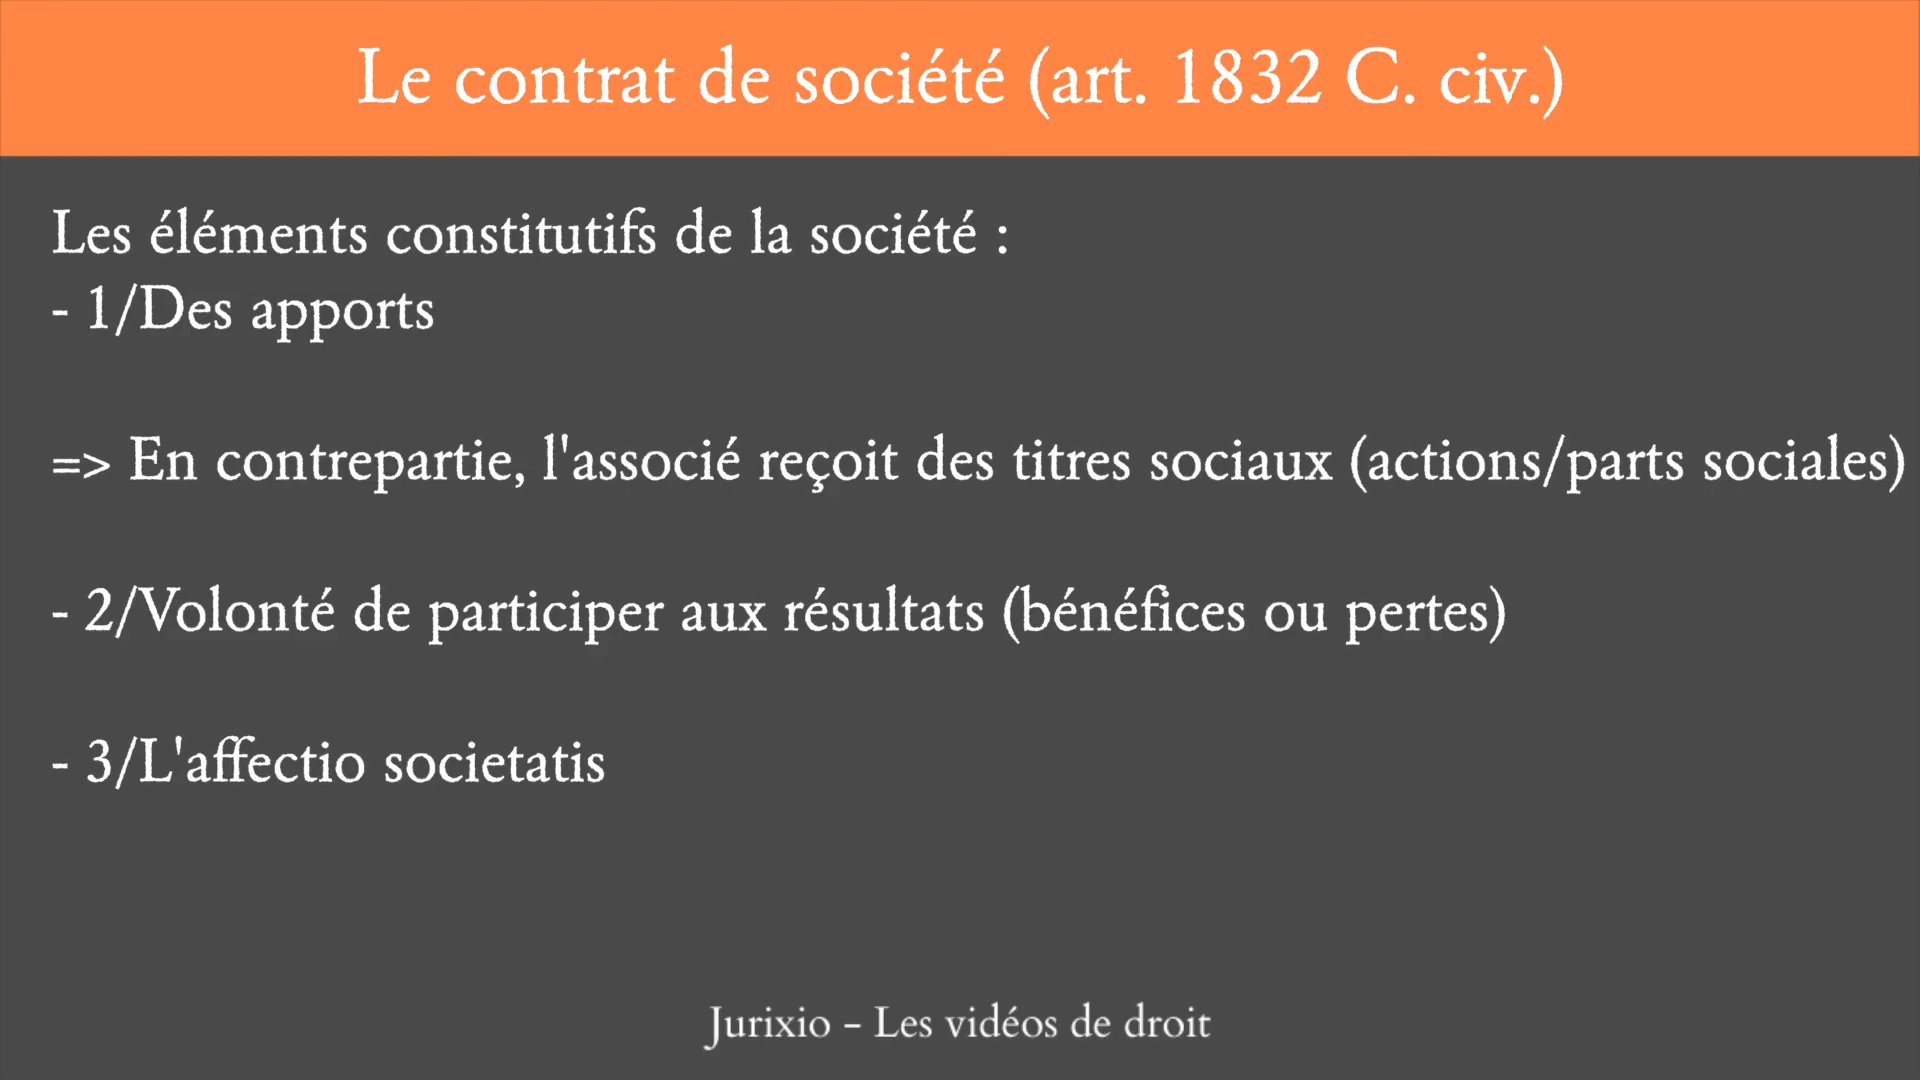 Le contrat de société (art. 1832 C. civ.)
Les éléments constitutifs de la société :
- 1/Des apports
=> En contrepartie, l'associé reçoit des titres sociaux (actions/parts sociales)
- 2/Volonté de participer aux résultats (bénéfices ou pertes)
- 3/L'affectio societatis
Jurixio - Les vidéos de droit